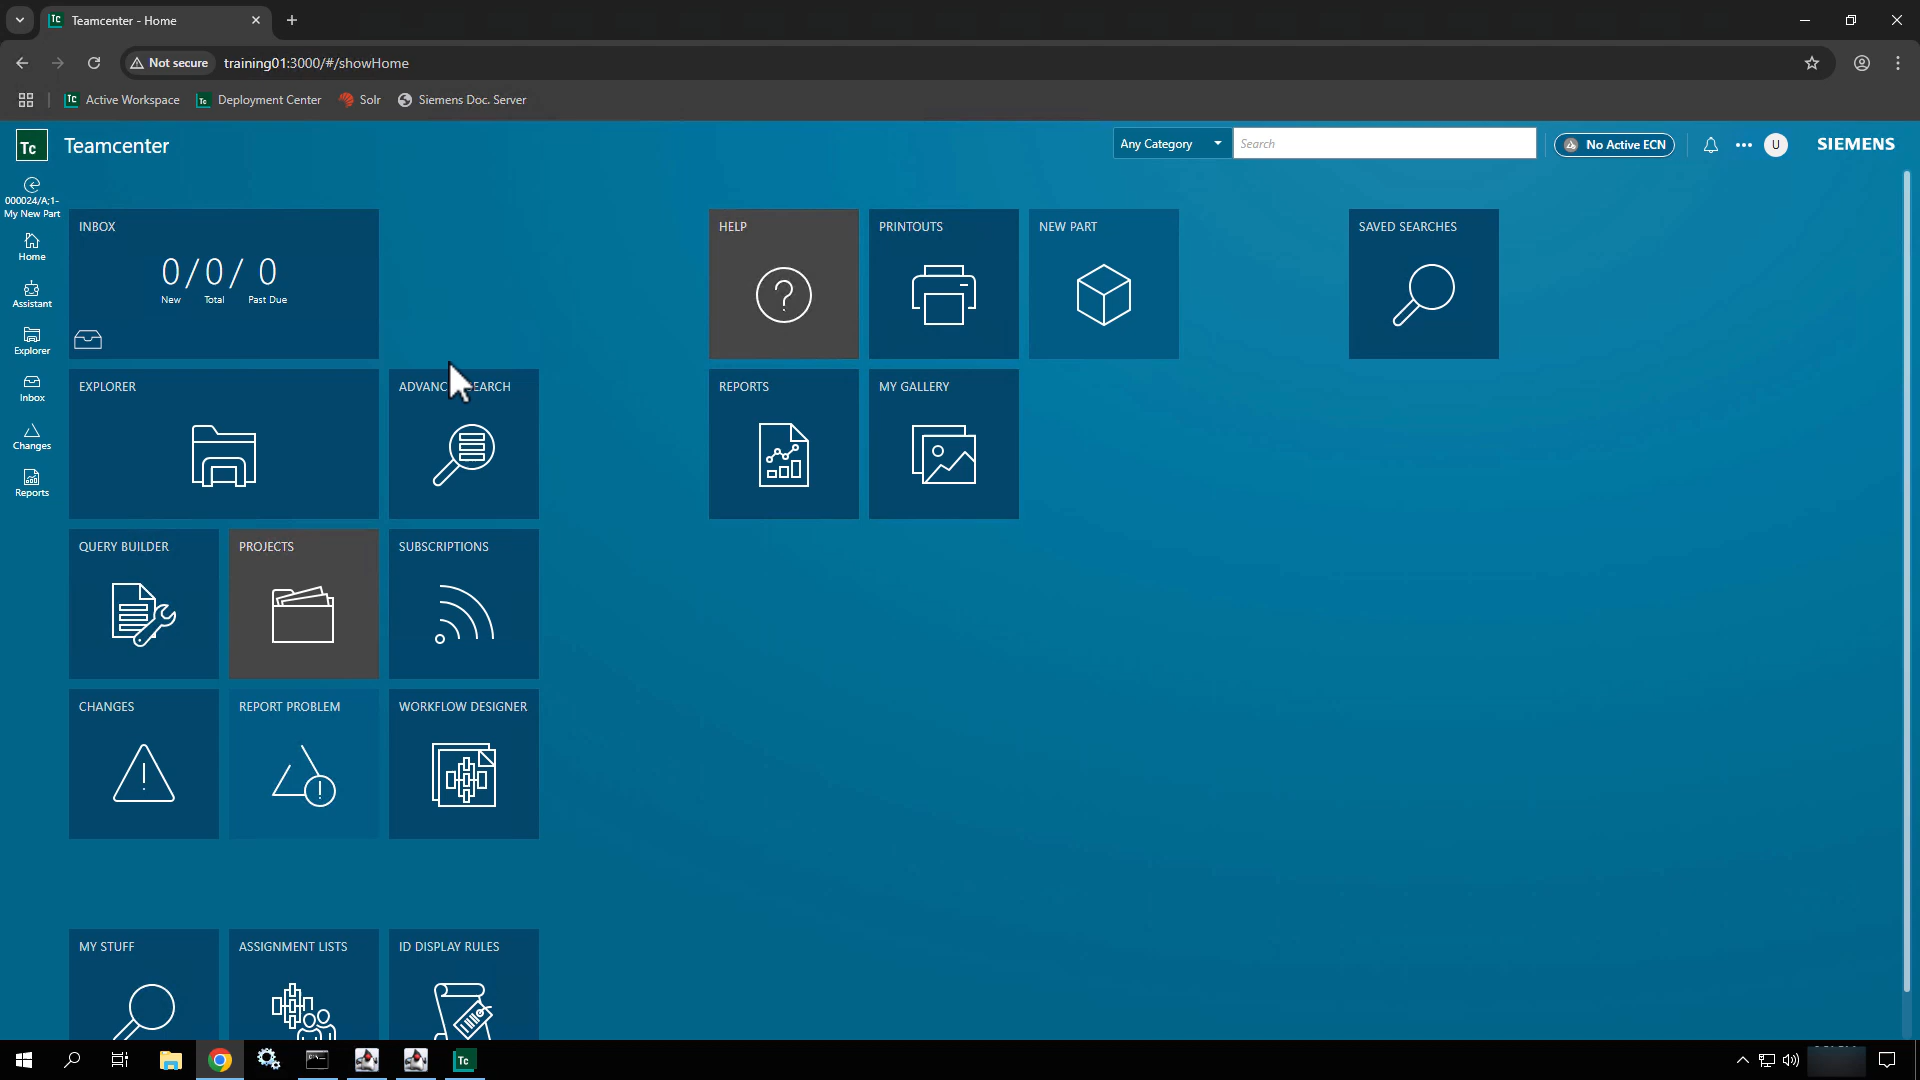 Teamcenter - Home
Not secure
training01:3000/#/showHome
Active Workspace
Deployment Center
Solr
Siemens Doc. Server
Tc
Teamcenter
Any Category
Search
No Active ECN
U
SIEMENS
000024/A;1-
My New Part
Home
Assistant
Explorer
Inbox
Changes
Reports
INBOX
0/0/ 0
New Total Past Due
HELP
PRINTOUTS
NEW PART
SAVED SEARCHES
EXPLORER
REPORTS
MY GALLERY
QUERY BUILDER
PROJECTS
SUBSCRIPTIONS
CHANGES
REPORT PROBLEM
WORKFLOW DESIGNER
MY STUFF
ASSIGNMENT LISTS
ID DISPLAY RULES
Tc